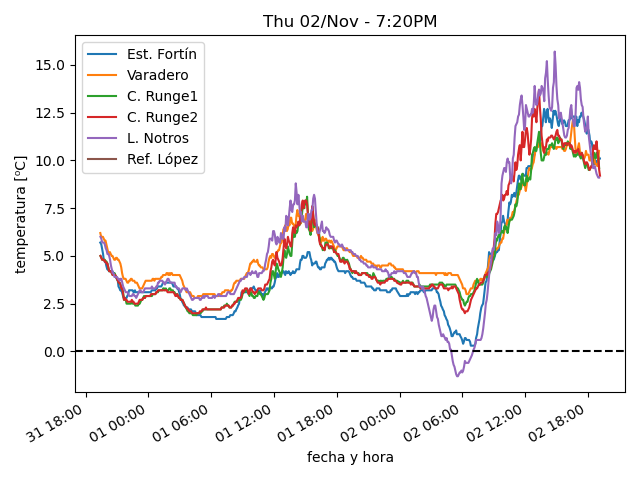 Thu 02/Nov - 7:20PM
temperatura [ºC]
15.0
12.5
10.0
7.5
5.0
2.5
0.0
Est. Fortín
Varadero
C. Runge1
C. Runge2
L. Notros
Ref. López
31 18:00
01 00:00
01 06:00
01 12:00
01 18:00
02 00:00
02 06:00
02 12:00
02 18:00
fecha y hora